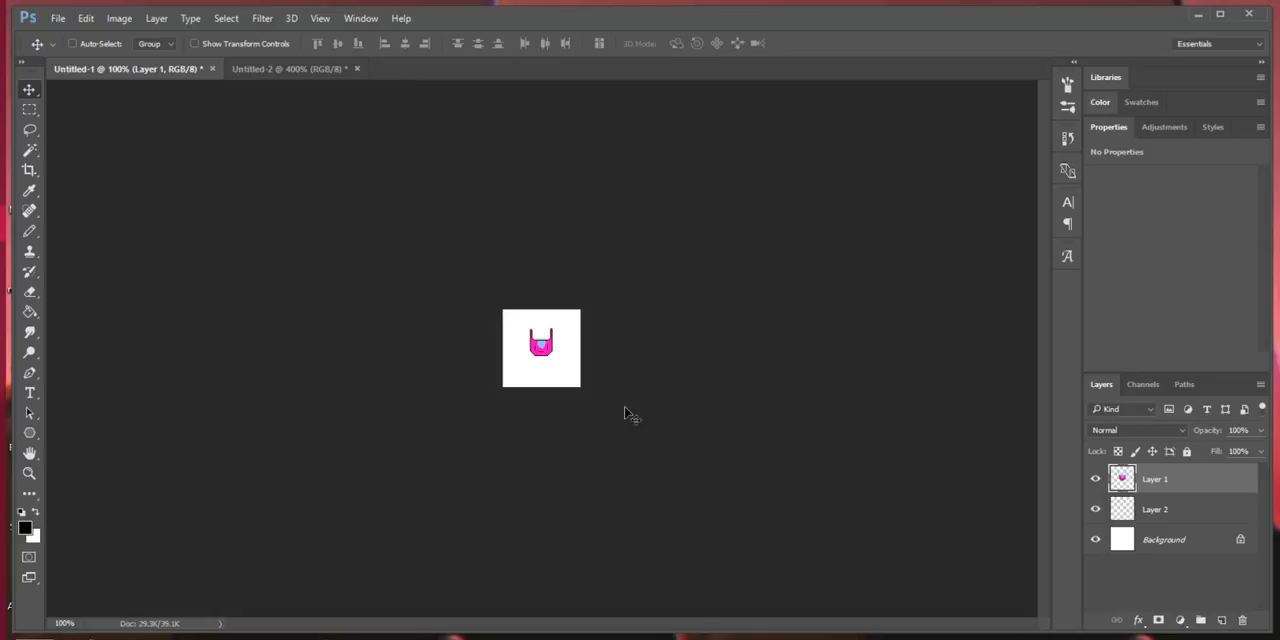 Ps File Edit Image Layer Type Select Filter 3D View Window Help
Auto-Select: Group Show Transform Controls 3D Mode: Essentials
Untitled-1 @ 100% (Layer 1, RGB/8) * × Untitled-2 @ 400% (RGB/8) * ×
Libraries
Color Swatches
Properties Adjustments Styles
No Properties
Layers Channels Paths
Kind
Normal Opacity: 100%
Lock: Fill: 100%
Layer 1
Layer 2
Background
fx
100% Doc: 29.3K/39.1K